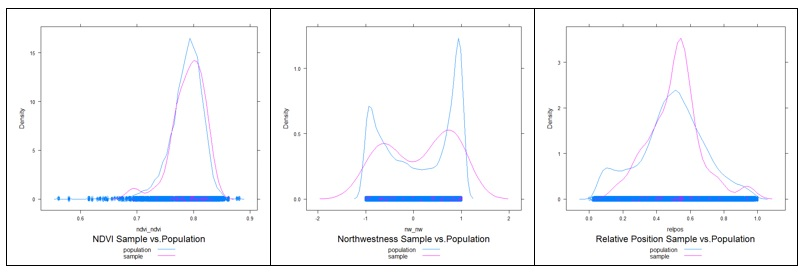 15
10
5
0
Density
0.6
0.7
0.8
0.9
ndvi_ndvi
NDVI Sample vs.Population
population
sample
1.0
0.5
0.0
Density
-2
-1
0
1
2
nw_nw
Northwestness Sample vs.Population
population
sample
3
2
1
0
Density
0.0
0.2
0.4
0.6
0.8
1.0
relpos
Relative Position Sample vs.Population
population
sample